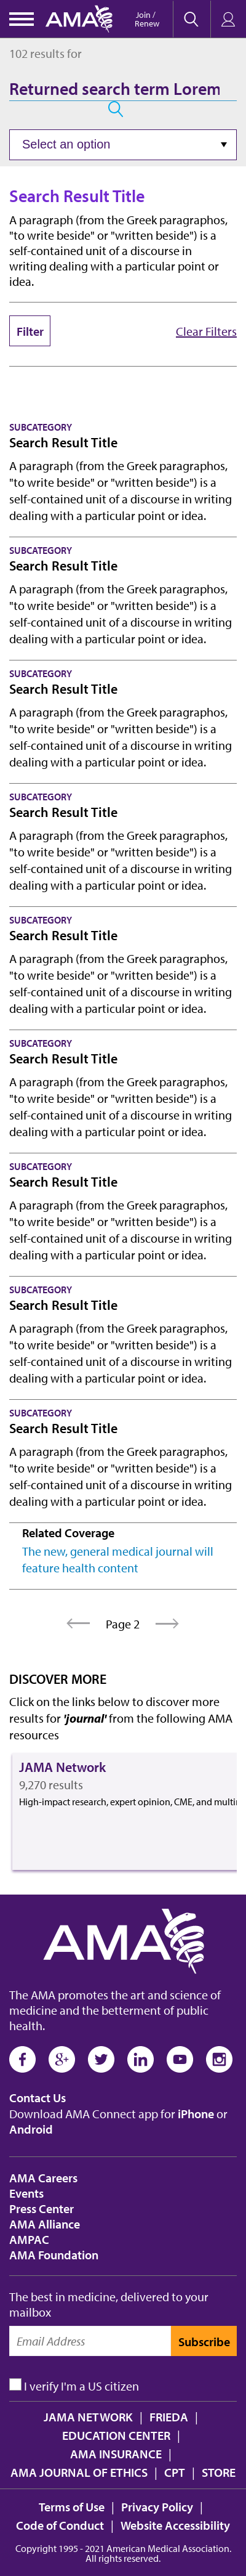 AMA
Join /
Renew
102 results for
Returned search term Lorem
Select an option
Search Result Title
A paragraph (from the Greek paragraphos,
"to write beside" or "written beside") is a
self-contained unit of a discourse in
writing dealing with a particular point or
idea.
Filter
Clear Filters
SUBCATEGORY
Search Result Title
A paragraph (from the Greek paragraphos,
"to write beside" or "written beside") is a
self-contained unit of a discourse in writing
dealing with a particular point or idea.
SUBCATEGORY
Search Result Title
A paragraph (from the Greek paragraphos,
"to write beside" or "written beside") is a
self-contained unit of a discourse in writing
dealing with a particular point or idea.
SUBCATEGORY
Search Result Title
A paragraph (from the Greek paragraphos,
"to write beside" or "written beside") is a
self-contained unit of a discourse in writing
dealing with a particular point or idea.
SUBCATEGORY
Search Result Title
A paragraph (from the Greek paragraphos,
"to write beside" or "written beside") is a
self-contained unit of a discourse in writing
dealing with a particular point or idea.
SUBCATEGORY
Search Result Title
A paragraph (from the Greek paragraphos,
"to write beside" or "written beside") is a
self-contained unit of a discourse in writing
dealing with a particular point or idea.
SUBCATEGORY
Search Result Title
A paragraph (from the Greek paragraphos,
"to write beside" or "written beside") is a
self-contained unit of a discourse in writing
dealing with a particular point or idea.
SUBCATEGORY
Search Result Title
A paragraph (from the Greek paragraphos,
"to write beside" or "written beside") is a
self-contained unit of a discourse in writing
dealing with a particular point or idea.
SUBCATEGORY
Search Result Title
A paragraph (from the Greek paragraphos,
"to write beside" or "written beside") is a
self-contained unit of a discourse in writing
dealing with a particular point or idea.
SUBCATEGORY
Search Result Title
A paragraph (from the Greek paragraphos,
"to write beside" or "written beside") is a
self-contained unit of a discourse in writing
dealing with a particular point or idea.
Related Coverage
The new, general medical journal will
feature health content
Page 2
DISCOVER MORE
Click on the links below to discover more
results for 'journal' from the following AMA
resources
JAMA Network
9,270 results
High-impact research, expert opinion, CME, and
AMA
The AMA promotes the art and science of
medicine and the betterment of public
health.
Contact Us
Download AMA Connect app for iPhone or
Android
AMA Careers
Events
Press Center
AMA Alliance
AMPAC
AMA Foundation
The best in medicine, delivered to your
mailbox
Email Address
Subscribe
I verify I'm a US citizen
JAMA NETWORK | FRIEDA |
EDUCATION CENTER |
AMA INSURANCE |
AMA JOURNAL OF ETHICS | CPT | STORE
Terms of Use | Privacy Policy |
Code of Conduct | Website Accessibility
Copyright 1995 - 2021 American Medical Association.
All rights reserved.